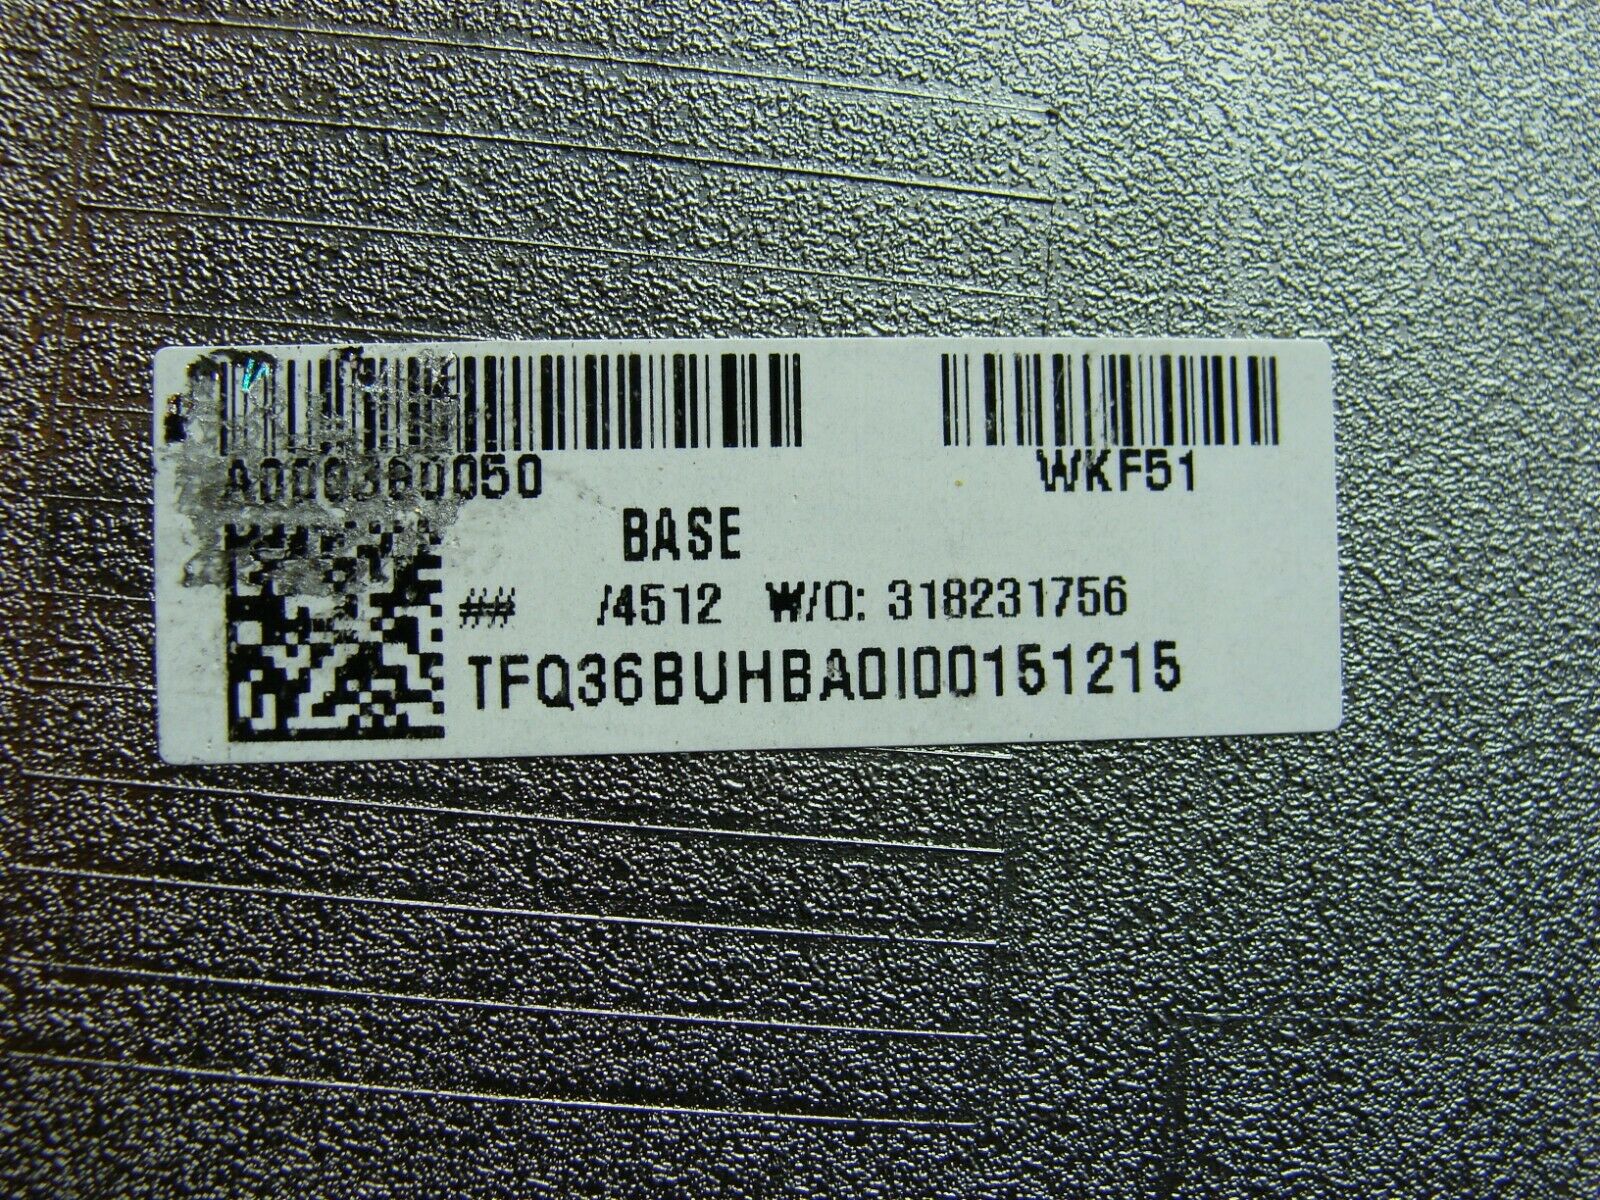 A000380050 WKF51
BASE
## /4512 W/O: 318231756
TFQ36BUHBA0I00151215